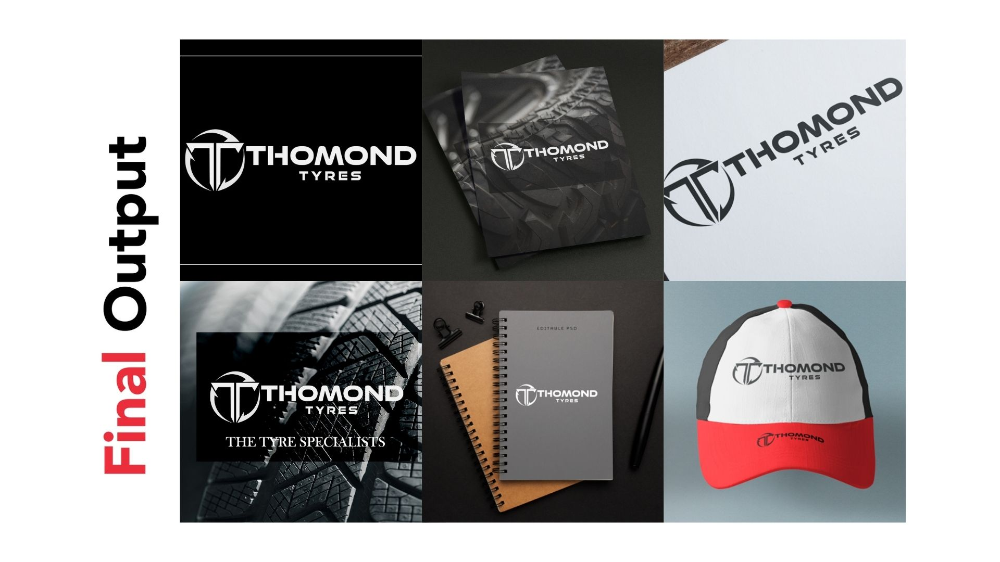 Final Output
THOMOND
TYRES
THOMOND
TYRES
THOMOND
TYRES
THOMOND
TYRES
THE TYRE SPECIALISTS
EDITABLE PSD
THOMOND
TYRES
THOMOND
TYRES
THOMOND
TYRES